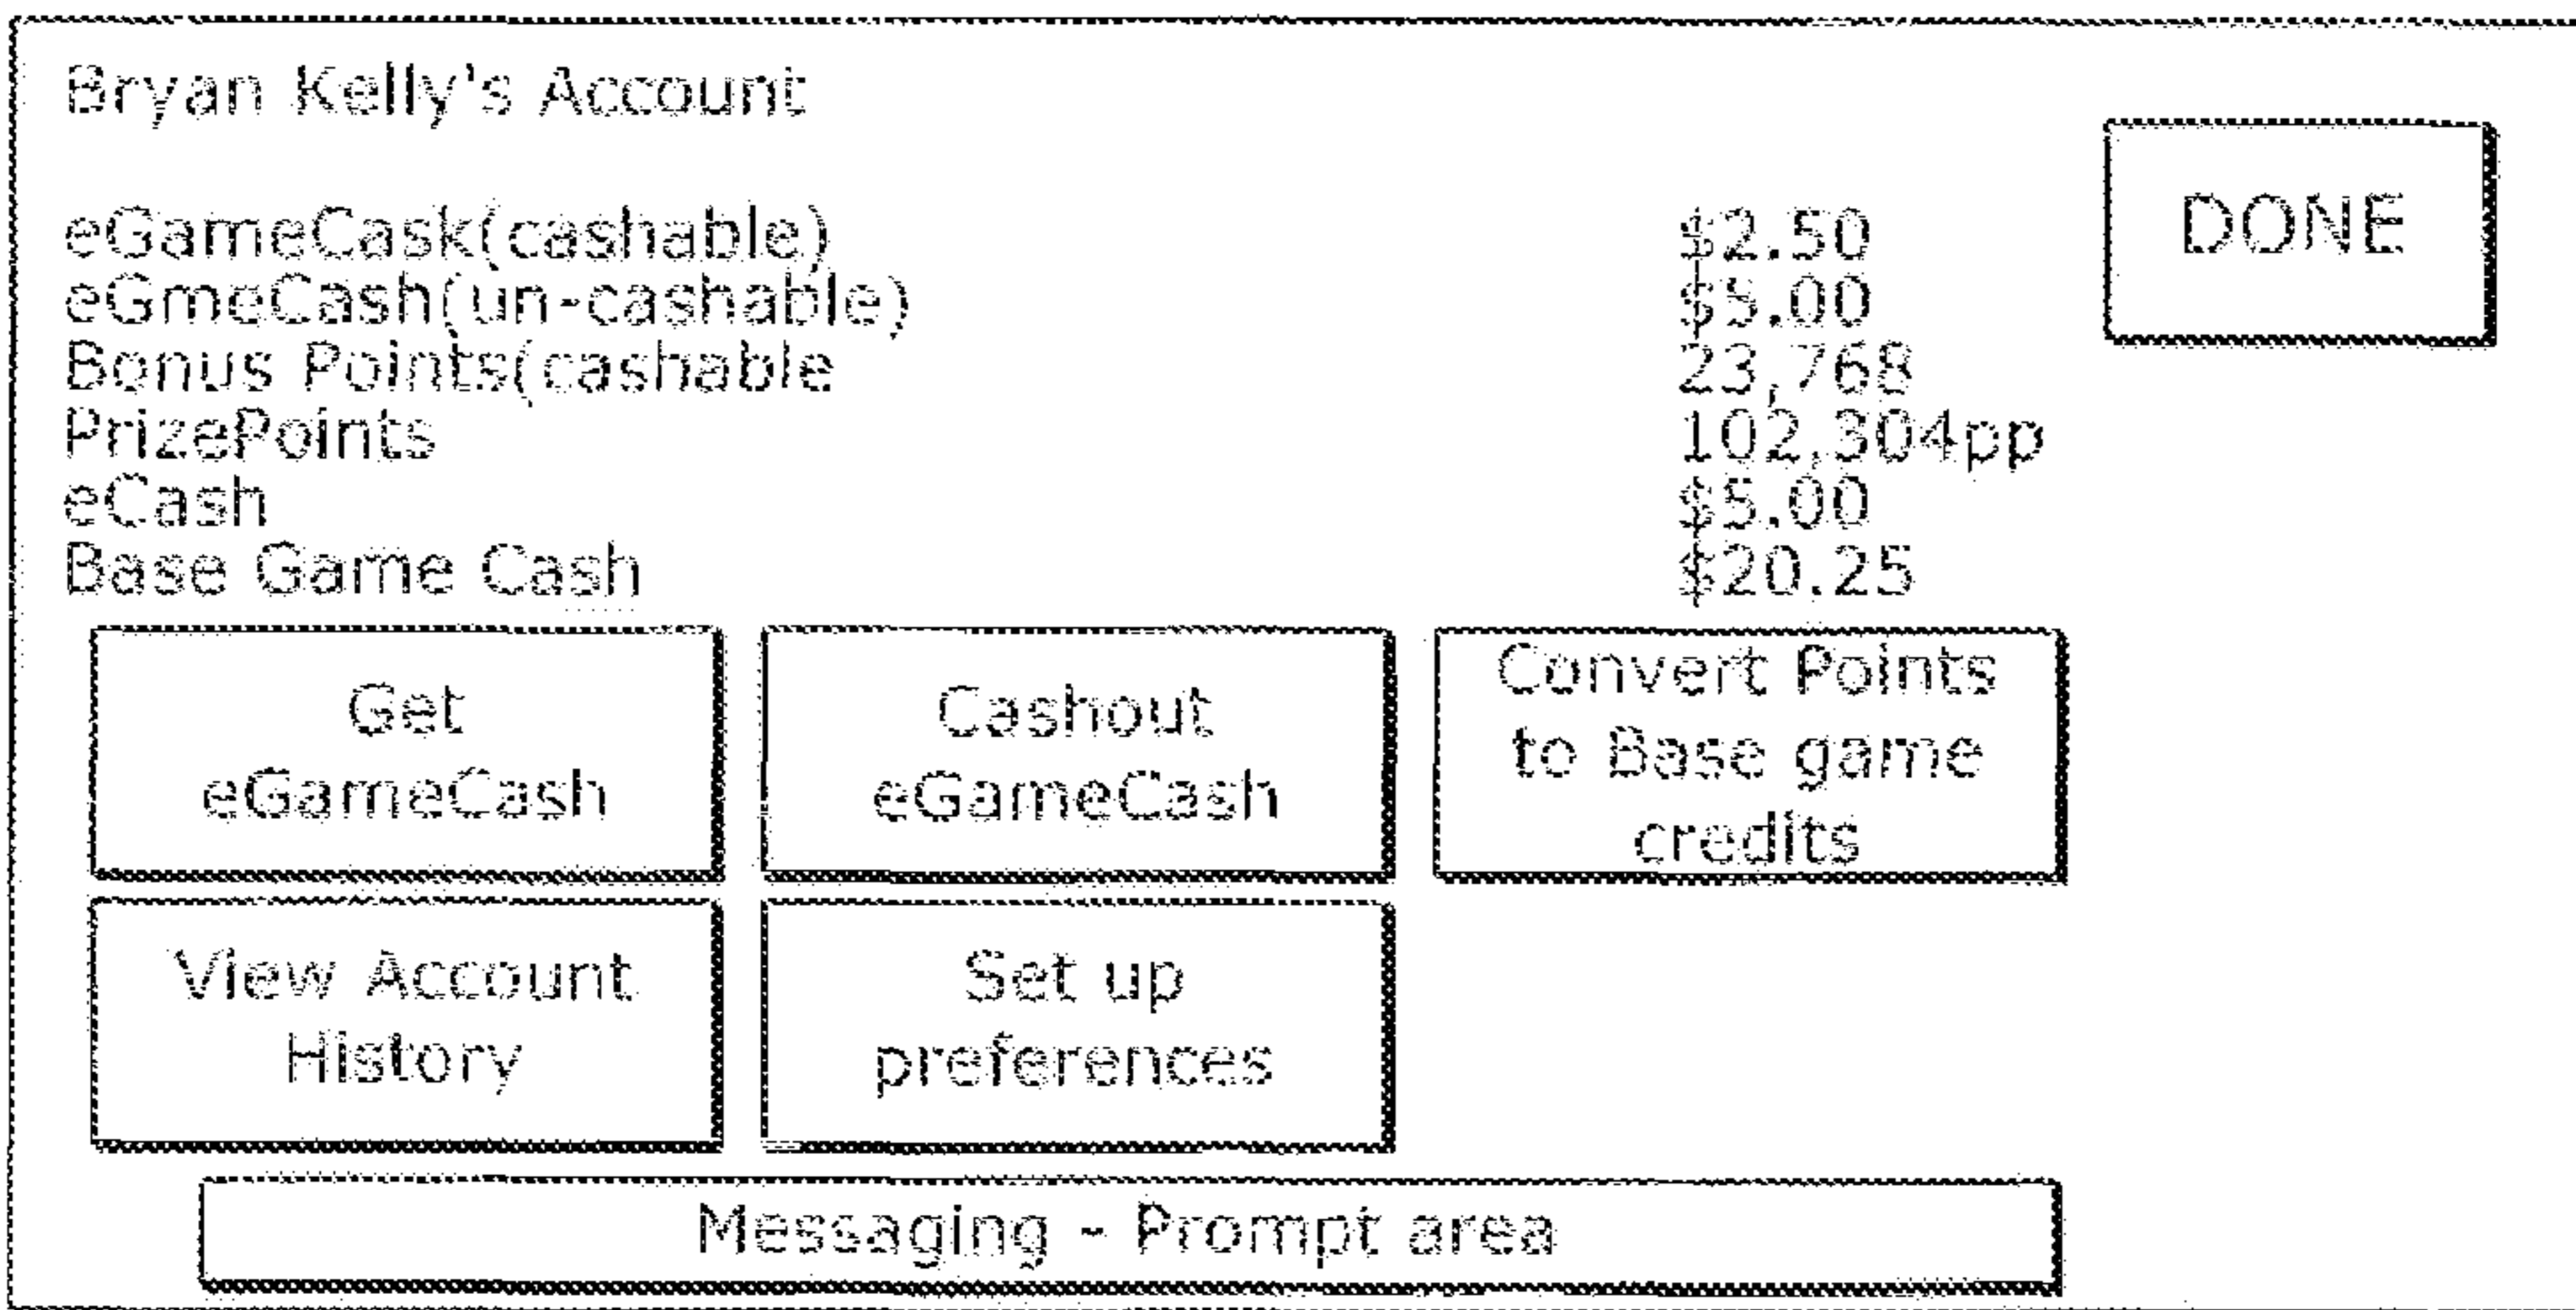 Bryan Kelly's Account
DONE
eGameCask(cashable) $2.50
eGmeCash(un-cashable) $5.00
Bonus Points(cashable 23,768
PrizePoints 102,304pp
eCash $5.00
Base Game Cash $20.25
Get
eGameCash
Cashout
eGameCash
Convert Points
to Base game
credits
View Account
History
Set up
preferences
Messaging - Prompt area